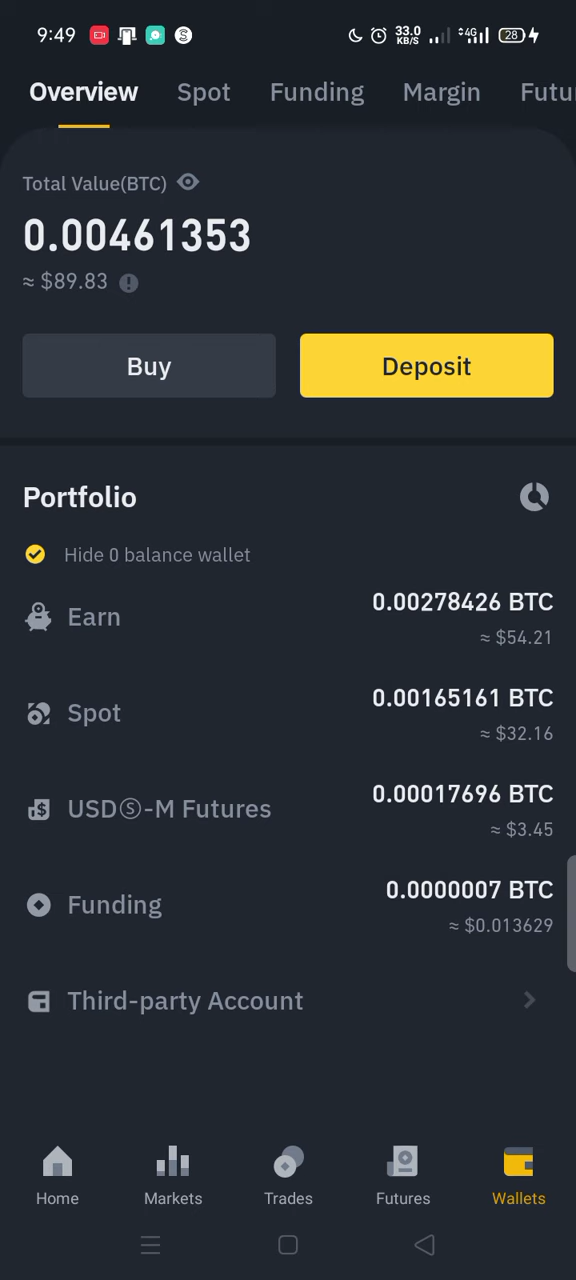 9:49 33.0 KB/S 4G 28
Overview Spot Funding Margin Futu
Total Value(BTC)
0.00461353
≈ $89.83
Buy Deposit
Portfolio
Hide 0 balance wallet
Earn 0.00278426 BTC
≈ $54.21
Spot 0.00165161 BTC
≈ $32.16
USDⓈ-M Futures 0.00017696 BTC
≈ $3.45
Funding 0.0000007 BTC
≈ $0.013629
Third-party Account
Home Markets Trades Futures Wallets